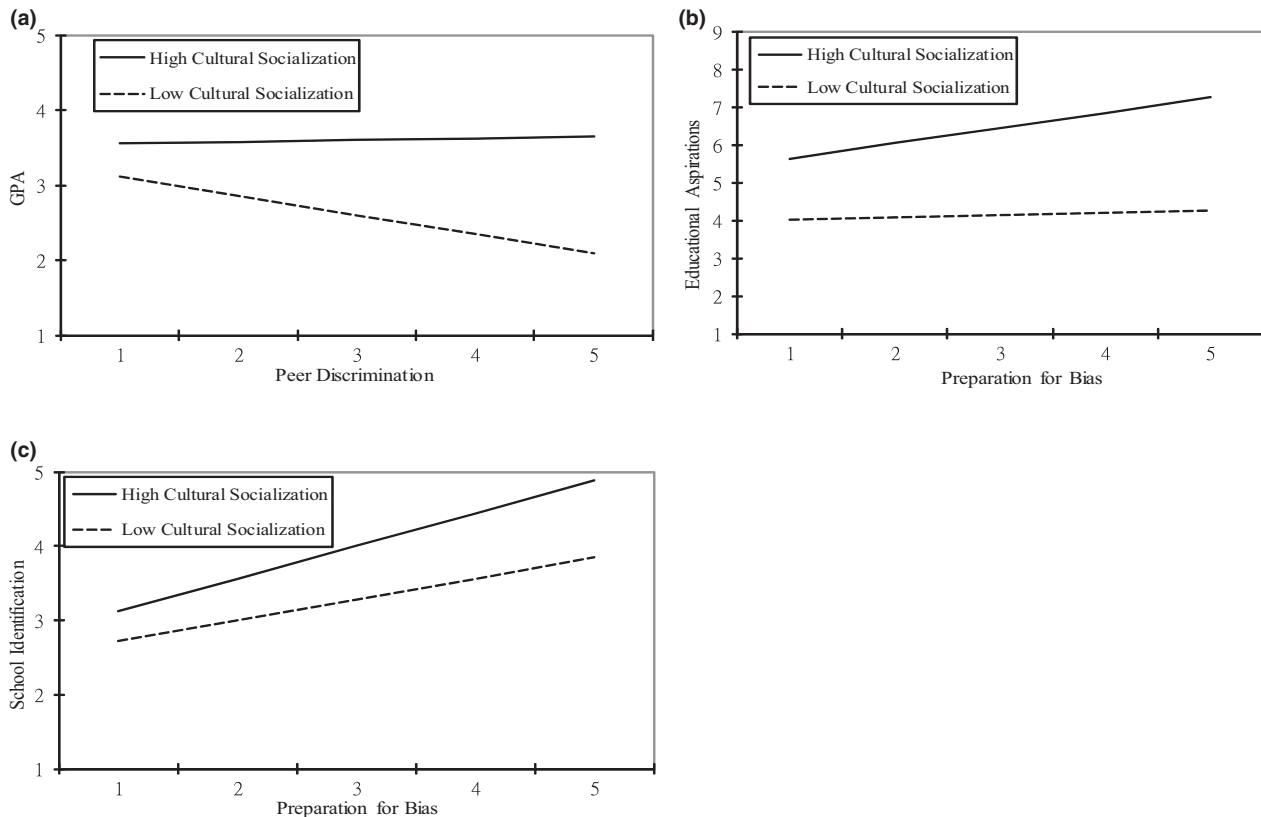 (a)
5
4
3
2
1
GPA
High Cultural Socialization
Low Cultural Socialization
1 2 3 4 5
Peer Discrimination
(b)
9
8
7
6
5
4
3
2
1
Educational Aspirations
High Cultural Socialization
Low Cultural Socialization
1 2 3 4 5
Preparation for Bias
(c)
5
4
3
2
1
School Identification
High Cultural Socialization
Low Cultural Socialization
1 2 3 4 5
Preparation for Bias